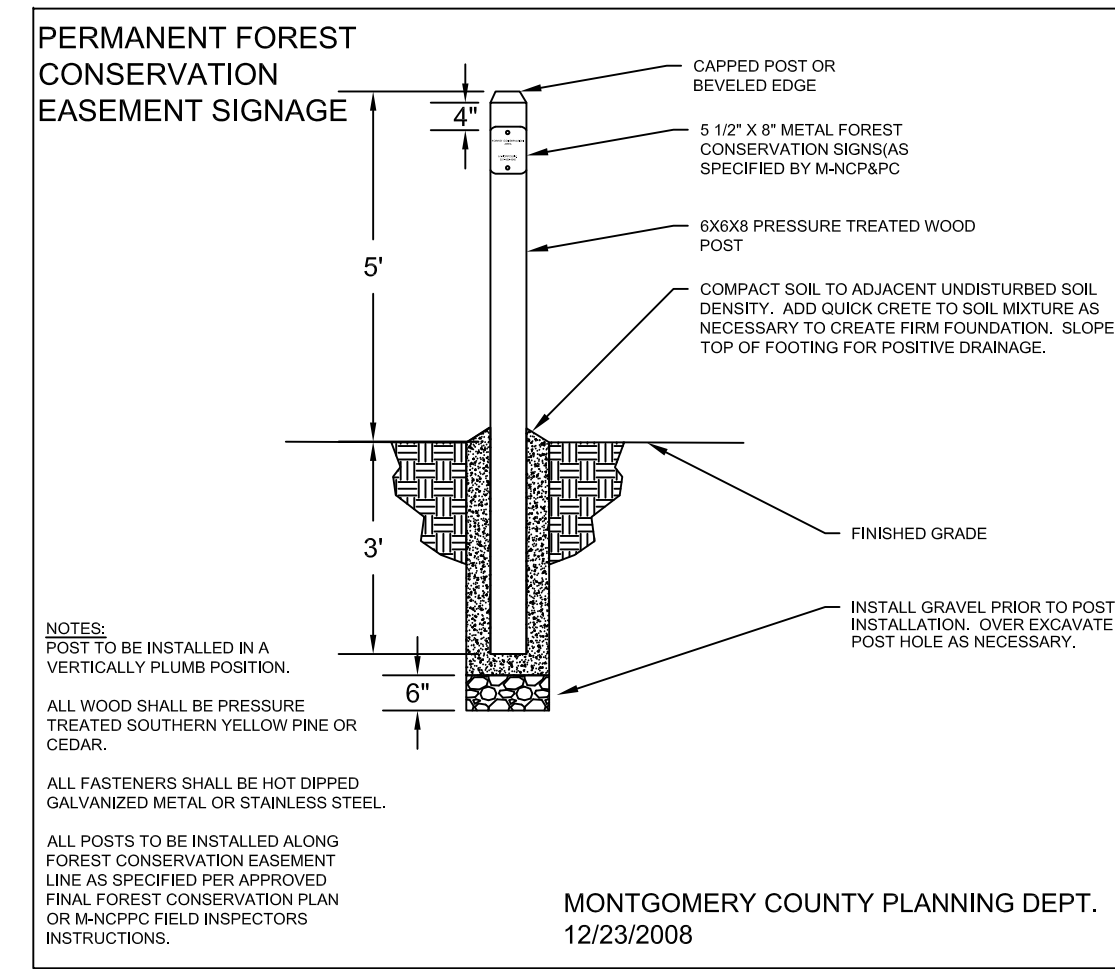 PERMANENT FOREST
CONSERVATION
EASEMENT SIGNAGE
4"
5'
3'
6"
CAPPED POST OR
BEVELED EDGE
5 1/2" X 8" METAL FOREST
CONSERVATION SIGNS(AS
SPECIFIED BY M-NCP&PC
6X6X8 PRESSURE TREATED WOOD
POST
COMPACT SOIL TO ADJACENT UNDISTURBED SOIL
DENSITY. ADD QUICK CRETE TO SOIL MIXTURE AS
NECESSARY TO CREATE FIRM FOUNDATION. SLOPE
TOP OF FOOTING FOR POSITIVE DRAINAGE.
FINISHED GRADE
INSTALL GRAVEL PRIOR TO POST
INSTALLATION. OVER EXCAVATE
POST HOLE AS NECESSARY.
NOTES:
POST TO BE INSTALLED IN A
VERTICALLY PLUMB POSITION.
ALL WOOD SHALL BE PRESSURE
TREATED SOUTHERN YELLOW PINE OR
CEDAR.
ALL FASTENERS SHALL BE HOT DIPPED
GALVANIZED METAL OR STAINLESS STEEL.
ALL POSTS TO BE INSTALLED ALONG
FOREST CONSERVATION EASEMENT
LINE AS SPECIFIED PER APPROVED
FINAL FOREST CONSERVATION PLAN
OR M-NCPPC FIELD INSPECTORS
INSTRUCTIONS.
MONTGOMERY COUNTY PLANNING DEPT.
12/23/2008